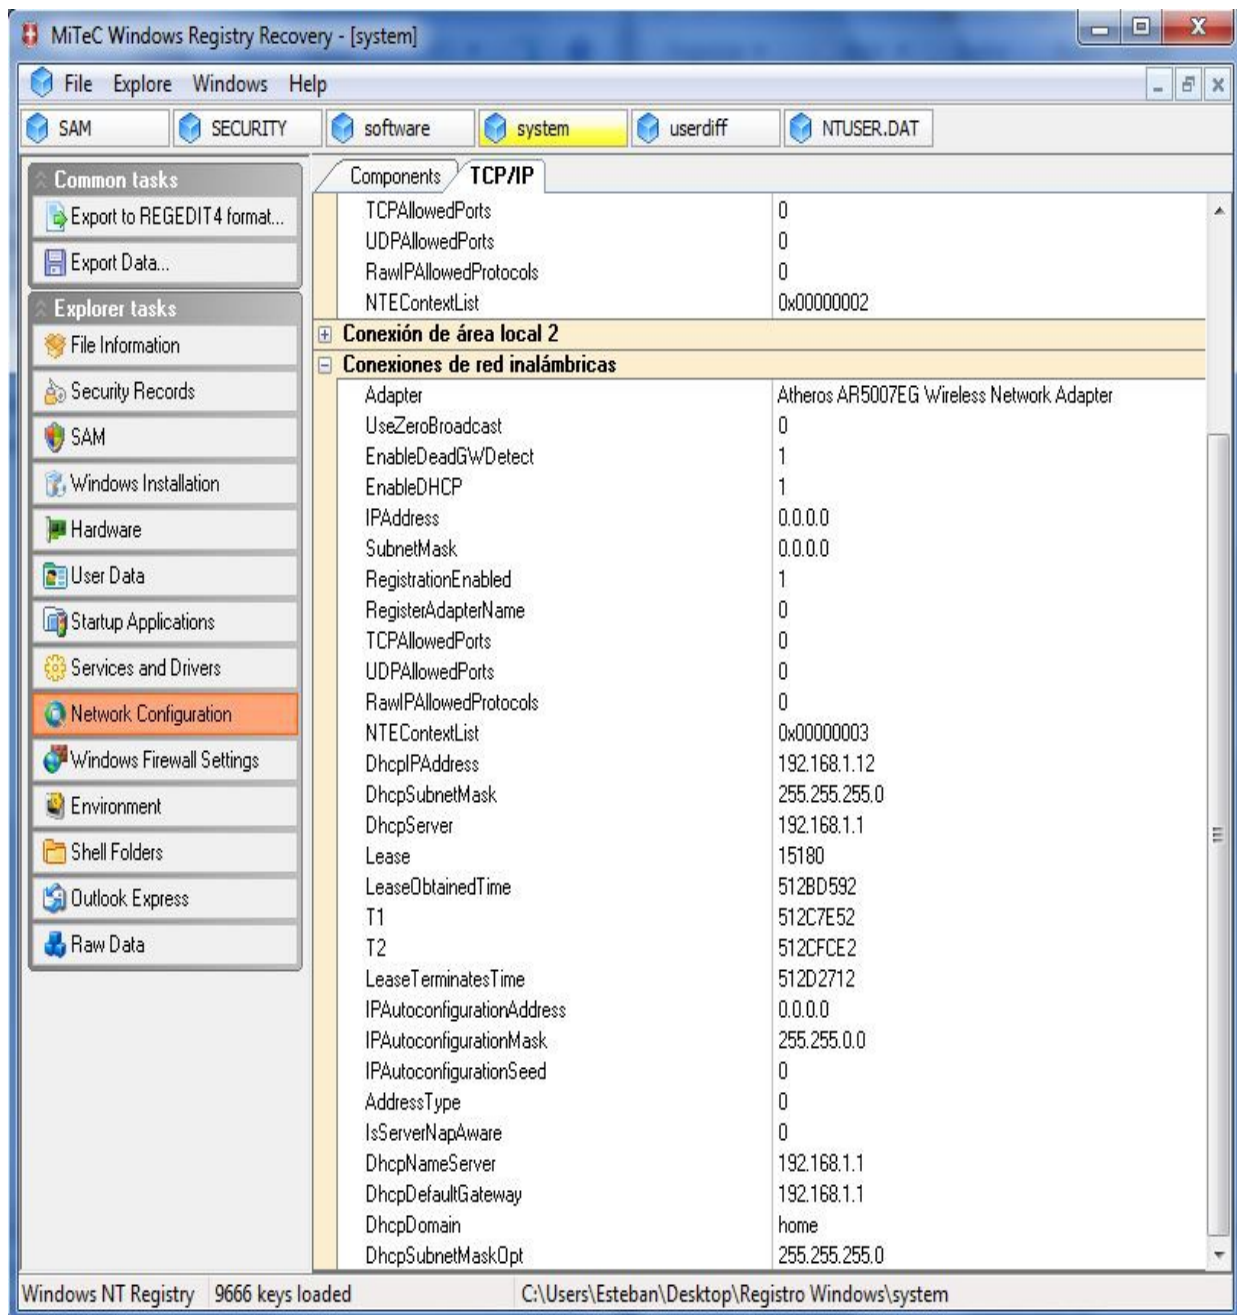 MiTeC Windows Registry Recovery - [system]
File Explore Windows Help
SAM SECURITY software system userdiff NTUSER.DAT
Common tasks
Export to REGEDIT4 format...
Export Data...
Explorer tasks
File Information
Security Records
SAM
Windows Installation
Hardware
User Data
Startup Applications
Services and Drivers
Network Configuration
Windows Firewall Settings
Environment
Shell Folders
Outlook Express
Raw Data
Components TCP/IP
TCPAllowedPorts 0
UDPAllowedPorts 0
RawIPAllowedProtocols 0
NTEContextList 0x00000002
Conexión de área local 2
Conexiones de red inalámbricas
Adapter Atheros AR5007EG Wireless Network Adapter
UseZeroBroadcast 0
EnableDeadGWDetect 1
EnableDHCP 1
IPAddress 0.0.0.0
SubnetMask 0.0.0.0
RegistrationEnabled 1
RegisterAdapterName 0
TCPAllowedPorts 0
UDPAllowedPorts 0
RawIPAllowedProtocols 0
NTEContextList 0x00000003
DhcpIPAddress 192.168.1.12
DhcpSubnetMask 255.255.255.0
DhcpServer 192.168.1.1
Lease 15180
LeaseObtainedTime 512BD592
T1 512C7E52
T2 512CFCE2
LeaseTerminatesTime 512D2712
IPAutoconfigurationAddress 0.0.0.0
IPAutoconfigurationMask 255.255.0.0
IPAutoconfigurationSeed 0
AddressType 0
IsServerNapAware 0
DhcpNameServer 192.168.1.1
DhcpDefaultGateway 192.168.1.1
DhcpDomain home
DhcpSubnetMaskOpt 255.255.255.0
Windows NT Registry 9666 keys loaded C:\Users\Esteban\Desktop\Registro Windows\system